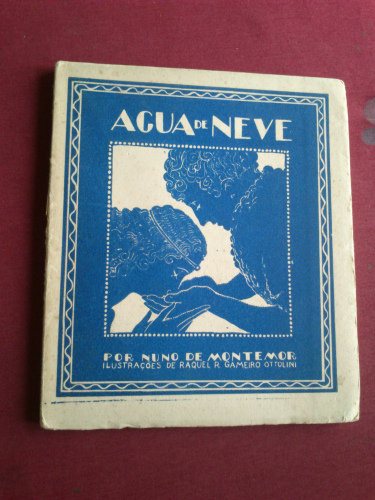 AGUA DE NEVE
POR NUNO DE MONTEMOR
ILUSTRAÇÕES DE RAQUEL R. GAMEIRO OTTOLINI